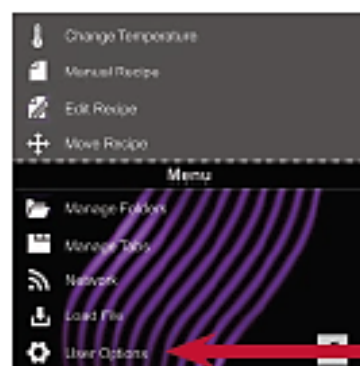 Change Temperature
Manual Recipe
Edit Recipe
Move Recipe
Menu
Manage Folders
Manage Tabs
Network
Load File
User Options